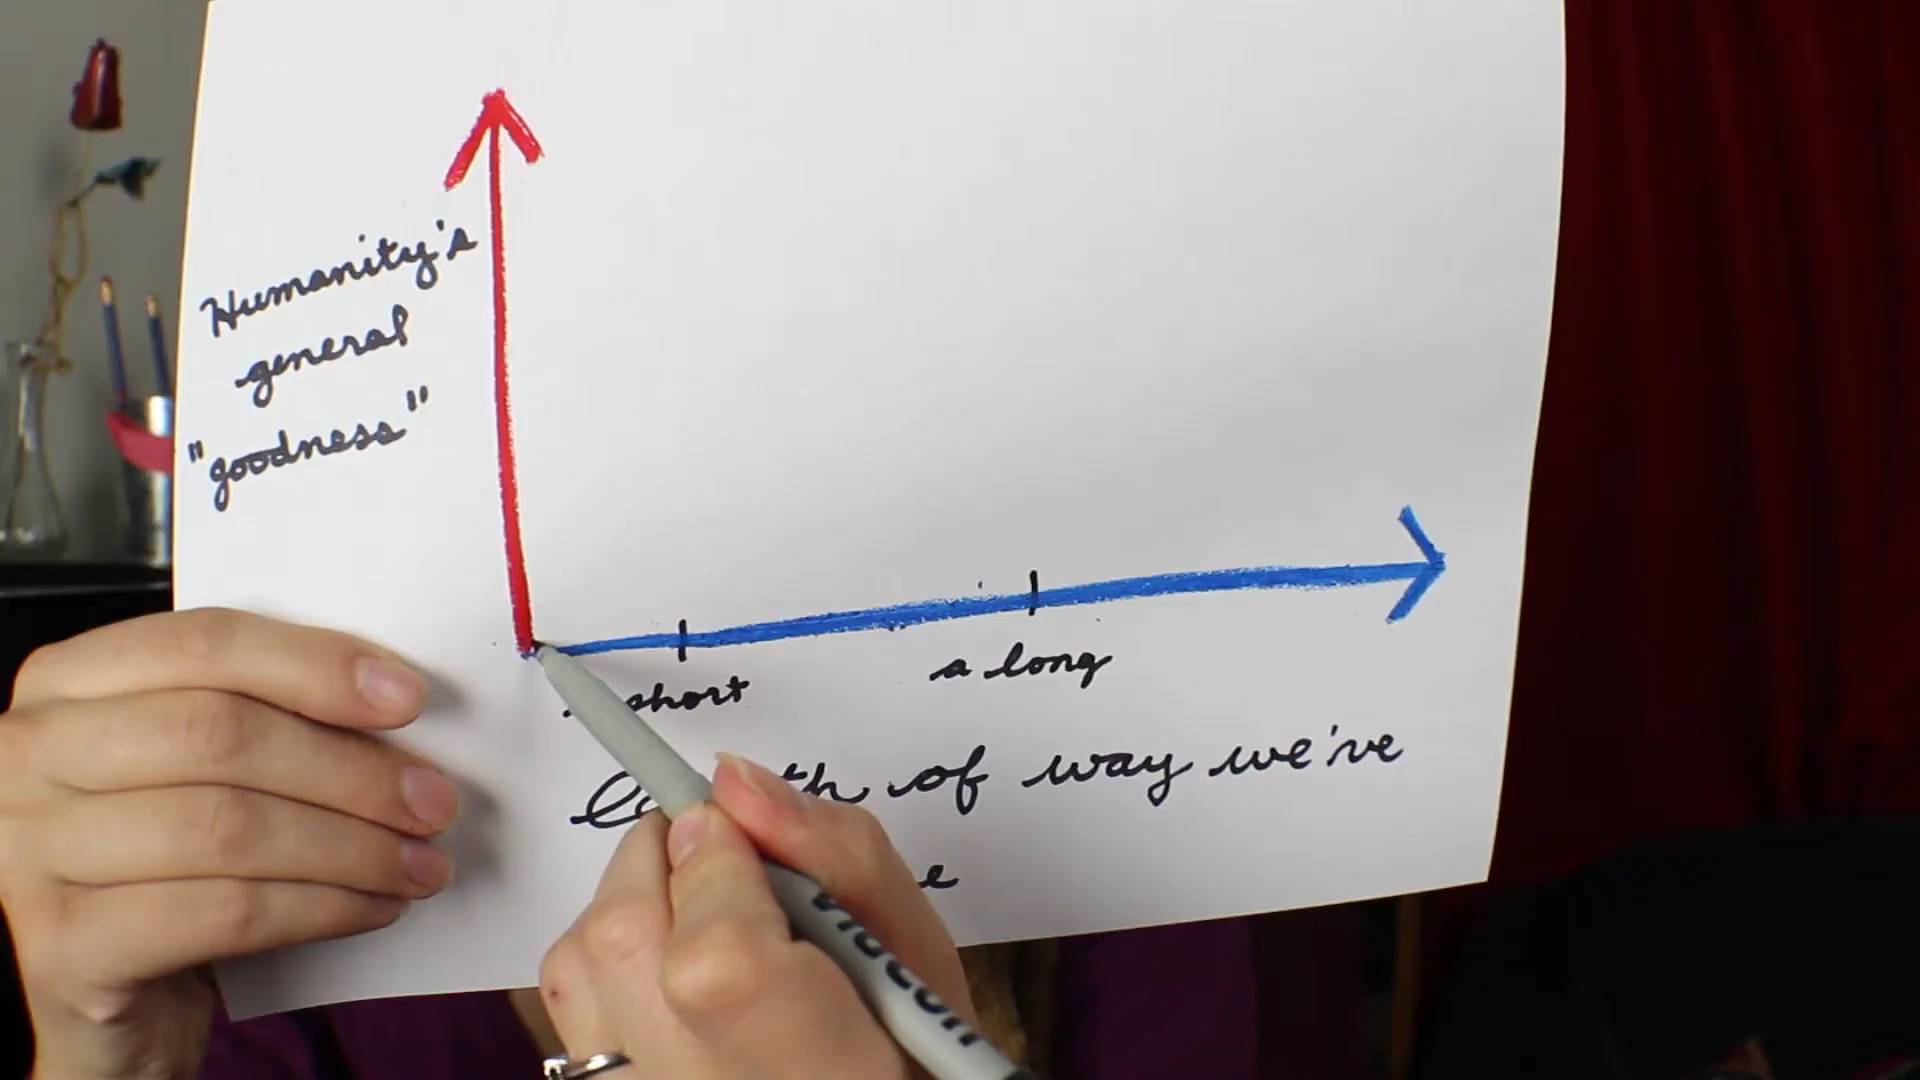 Humanity's
general
"goodness"
short
a long
of way we've